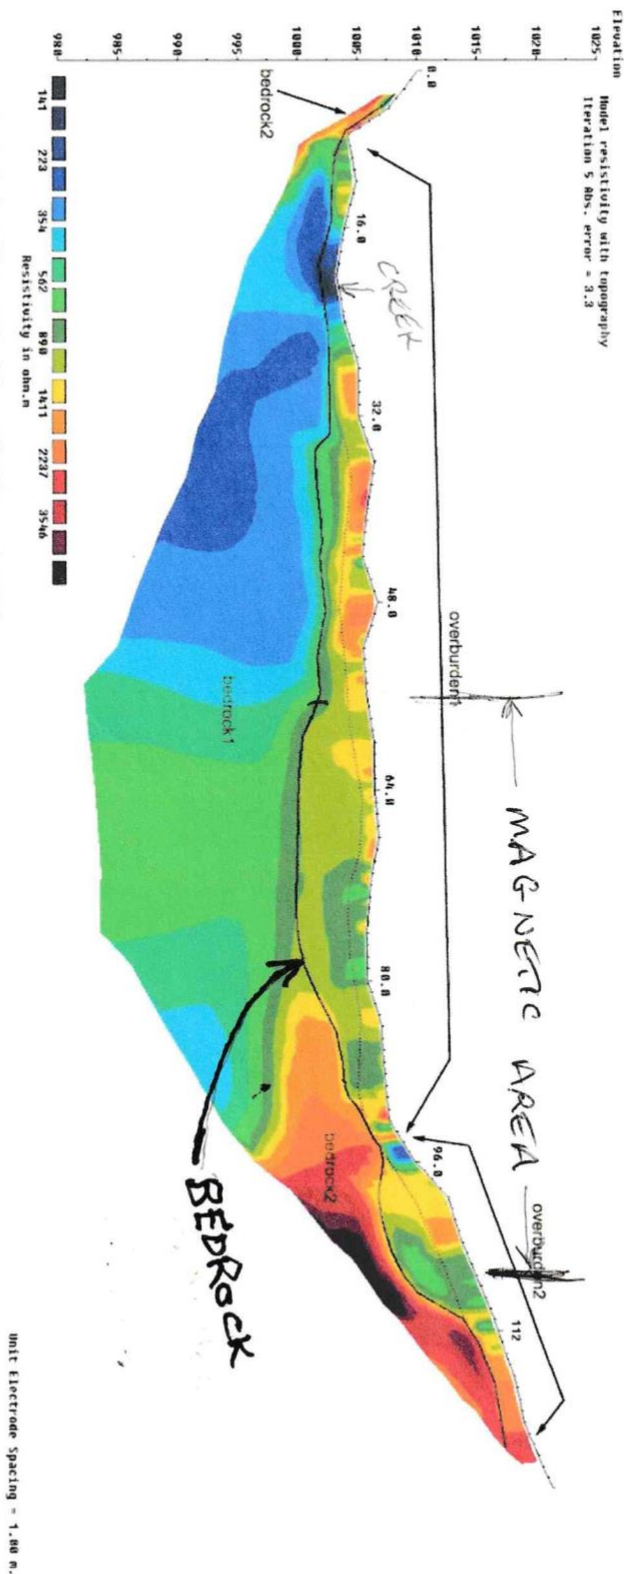 Elevation
Model resistivity with topography
Iteration 5 Abs. error = 3.3
1025
1020
1015
1010
1005
1000
995
990
985
980
0.0
16.0
32.0
48.0
64.0
80.0
96.0
112
bedrock2
CREEK
overburden1
MAGNETIC AREA
overburden2
bedrock1
bedrock2
BEDROCK
141 223 354 562 890 1411 2237 3546
Resistivity in ohm.m
Unit Electrode Spacing = 1.00 m.